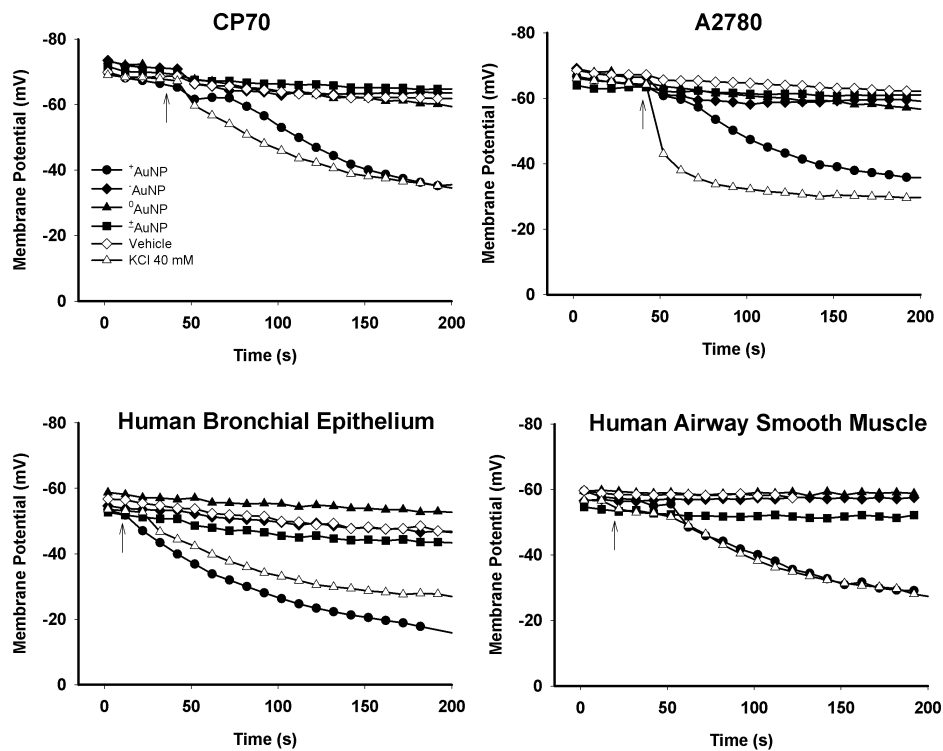 CP70
-80
-60
-40
-20
0
Membrane Potential (mV)
⁺AuNP
⁻AuNP
⁰AuNP
±AuNP
Vehicle
KCl 40 mM
0 50 100 150 200
Time (s)
A2780
-80
-60
-40
-20
0
Membrane Potential (mV)
0 50 100 150 200
Time (s)
Human Bronchial Epithelium
-80
-60
-40
-20
0
Membrane Potential (mV)
0 50 100 150 200
Time (s)
Human Airway Smooth Muscle
-80
-60
-40
-20
0
Membrane Potential (mV)
0 50 100 150 200
Time (s)